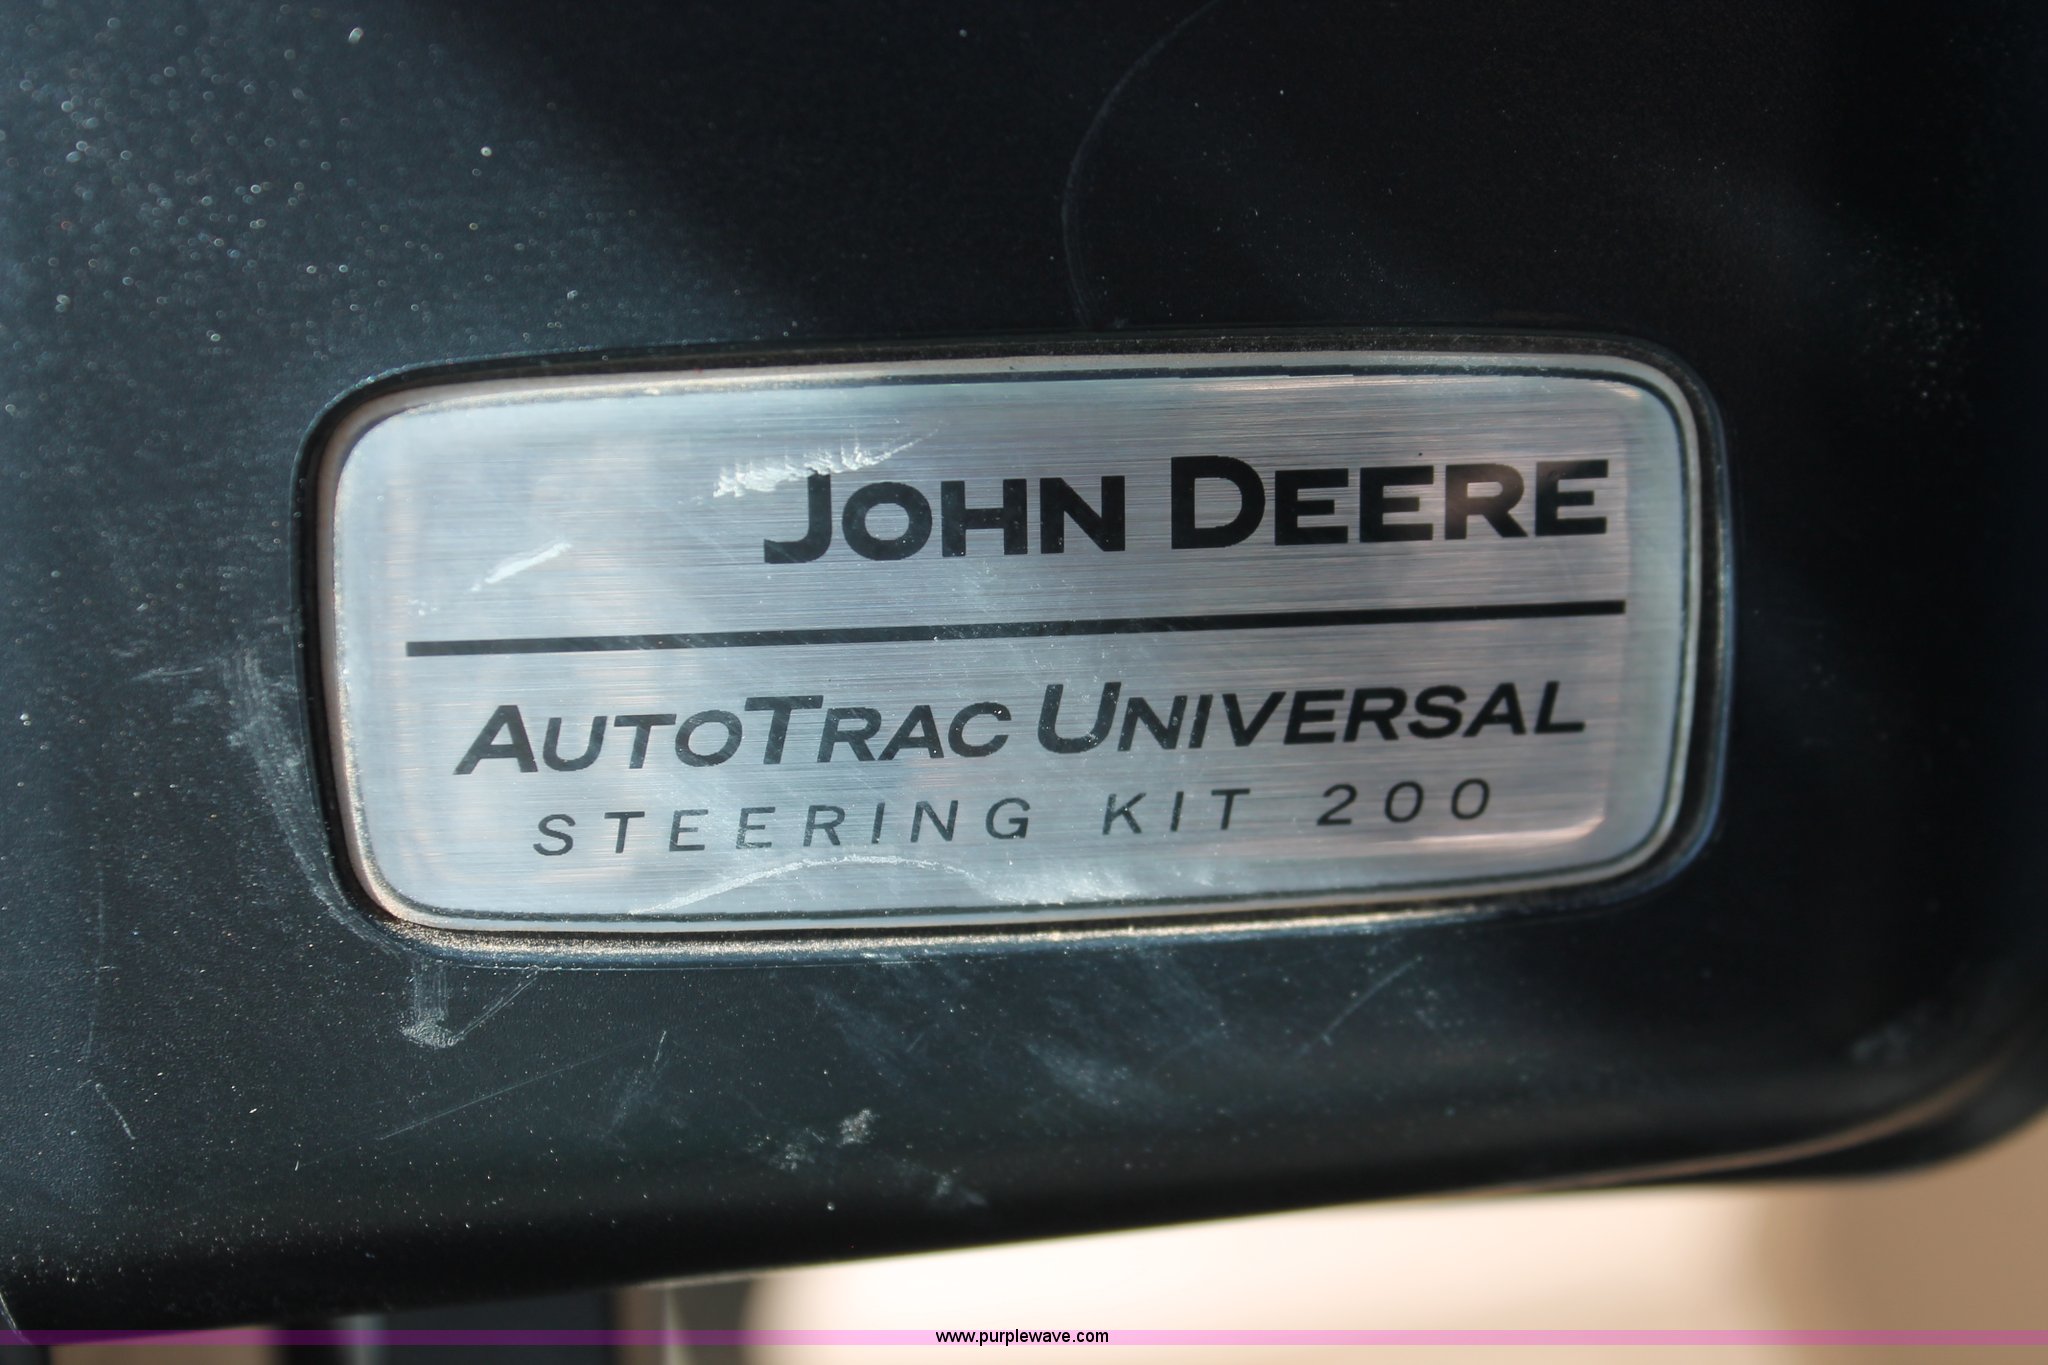 JOHN DEERE
AUTOTRAC UNIVERSAL
STEERING KIT 200
www.purplewave.com